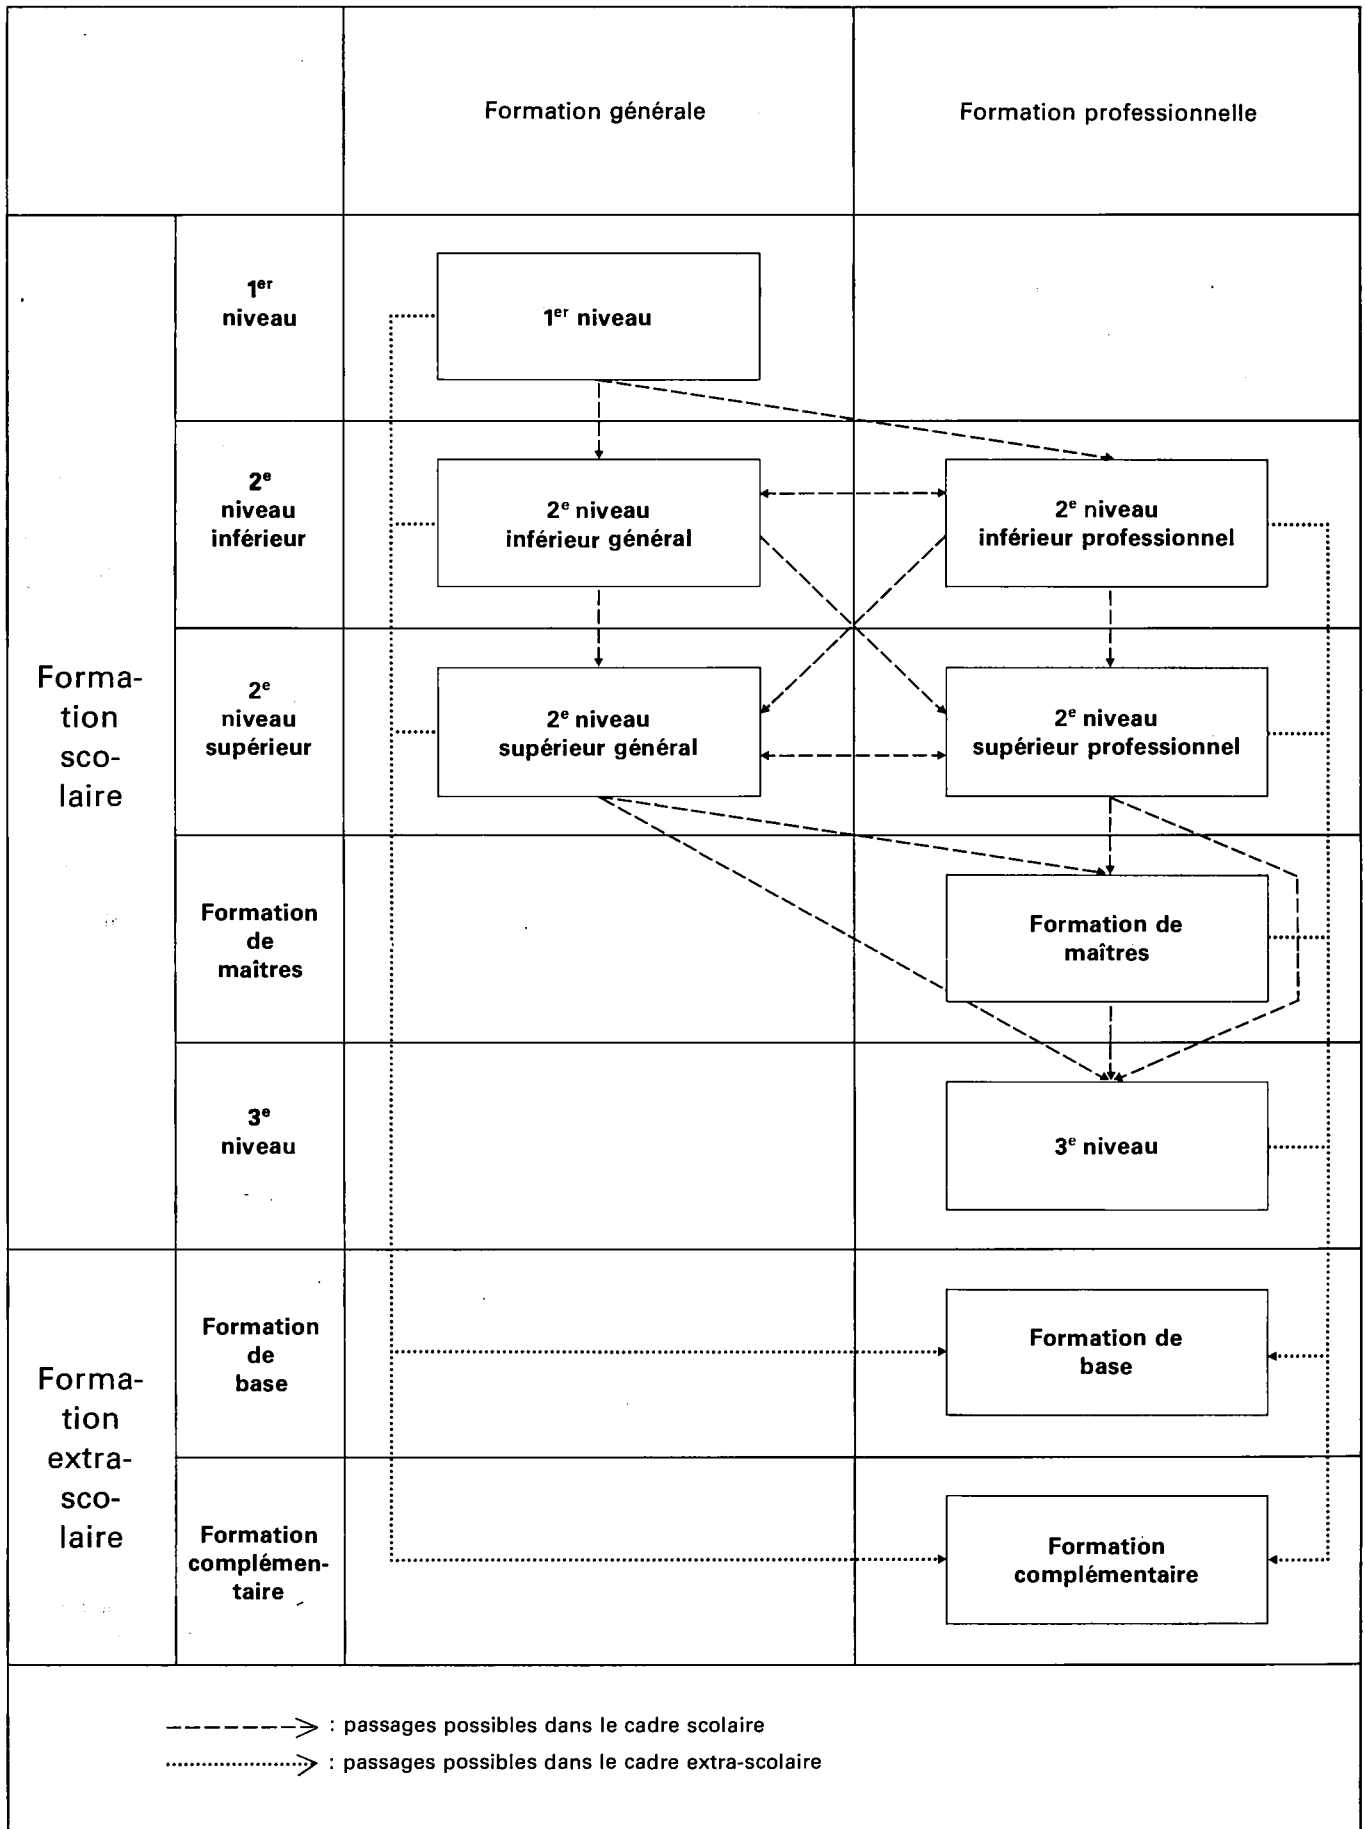 Formation générale
Formation professionnelle
1er
niveau
1er niveau
2e
niveau
inférieur
2e niveau
inférieur général
2e niveau
inférieur professionnel
Forma-
tion
sco-
laire
2e
niveau
supérieur
2e niveau
supérieur général
2e niveau
supérieur professionnel
Formation
de
maîtres
Formation de
maîtres
3e
niveau
3e niveau
Forma-
tion
extra-
sco-
laire
Formation
de
base
Formation de
base
Formation
complémen-
taire
Formation
complémentaire
: passages possibles dans le cadre scolaire
: passages possibles dans le cadre extra-scolaire